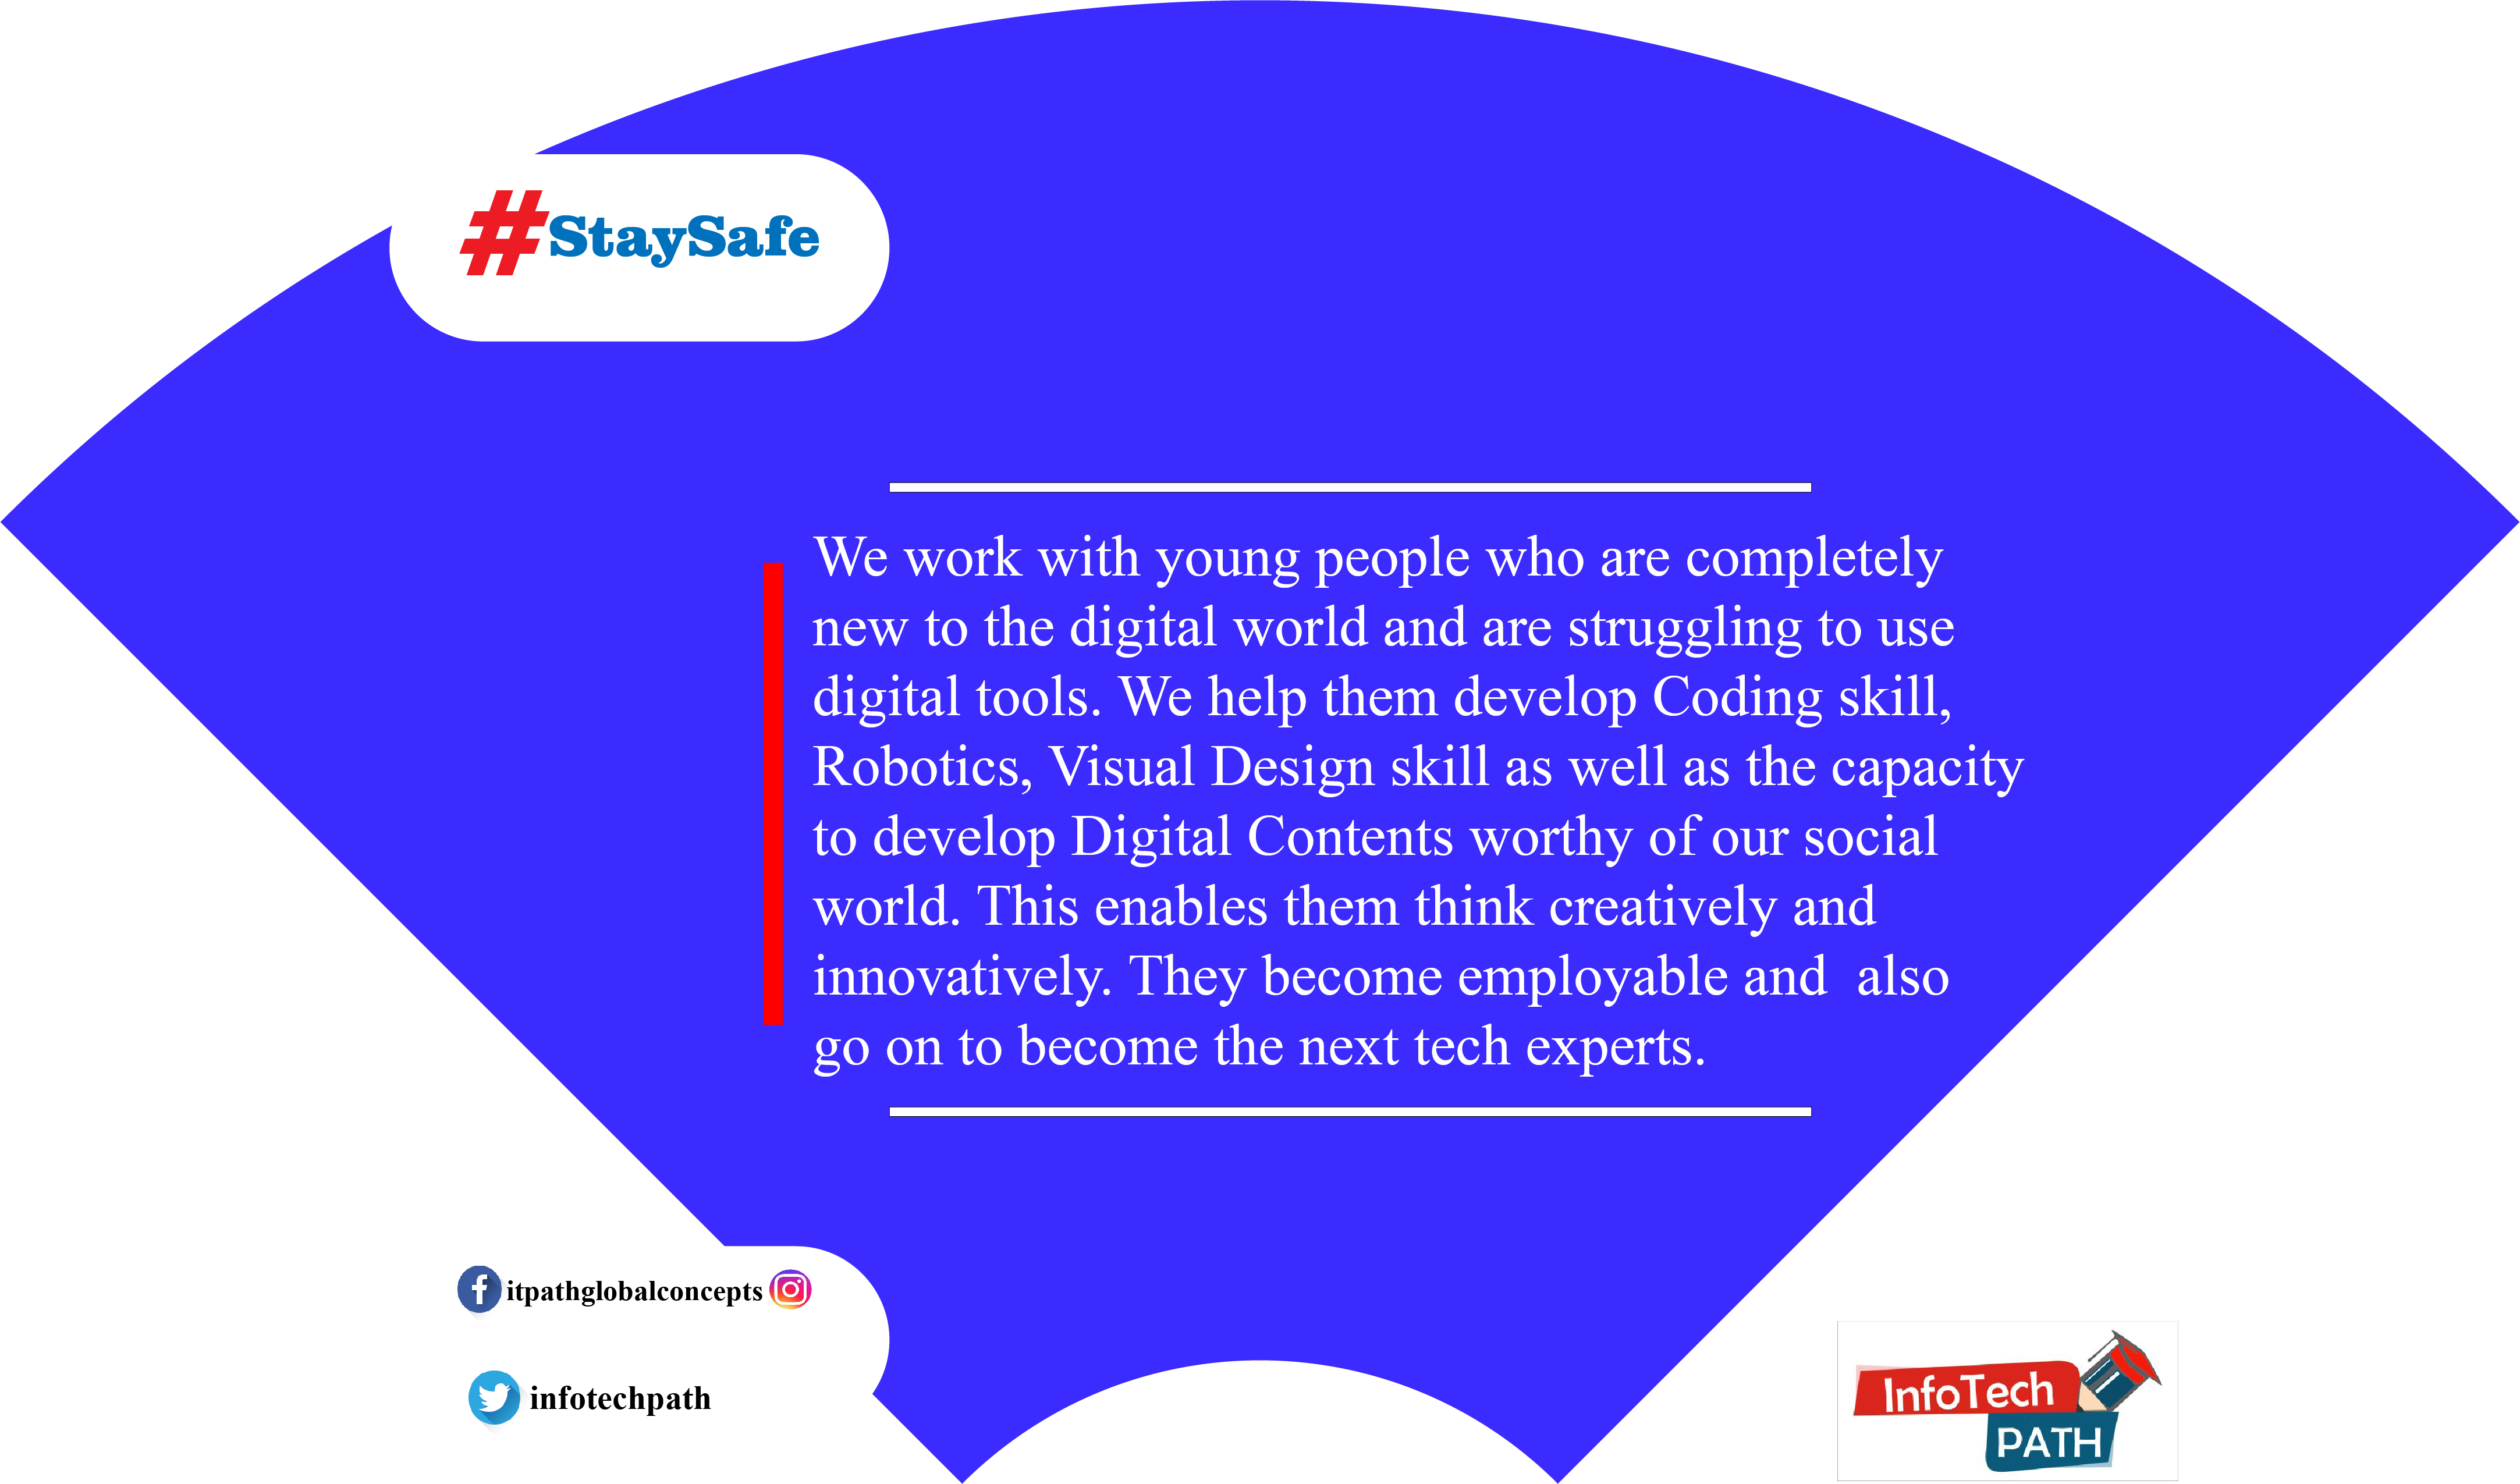 #StaySafe
We work with young people who are completely
new to the digital world and are struggling to use
digital tools. We help them develop Coding skill,
Robotics, Visual Design skill as well as the capacity
to develop Digital Contents worthy of our social
world. This enables them think creatively and
innovatively. They become employable and  also
go on to become the next tech experts.
itpathglobalconcepts
infotechpath
InfoTech
PATH